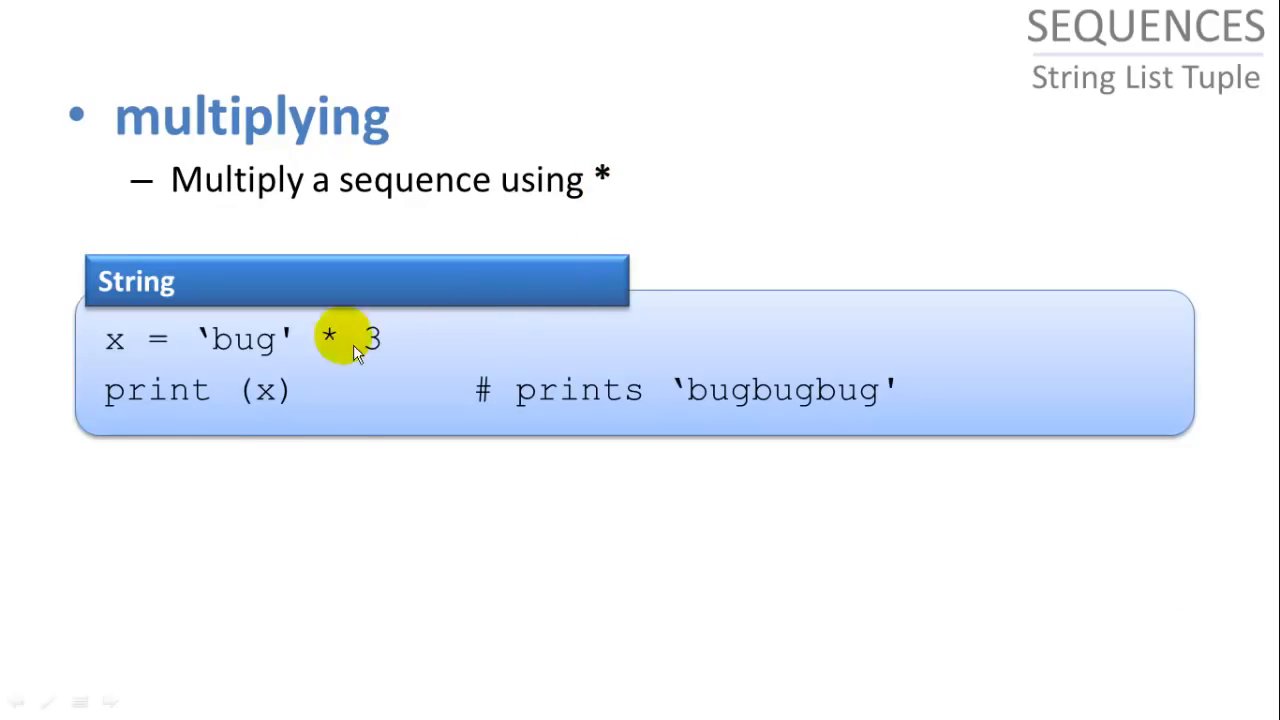 SEQUENCES
String List Tuple
• multiplying
– Multiply a sequence using *
String
x = ‛bug' * 3
print (x) # prints ‛bugbugbug'